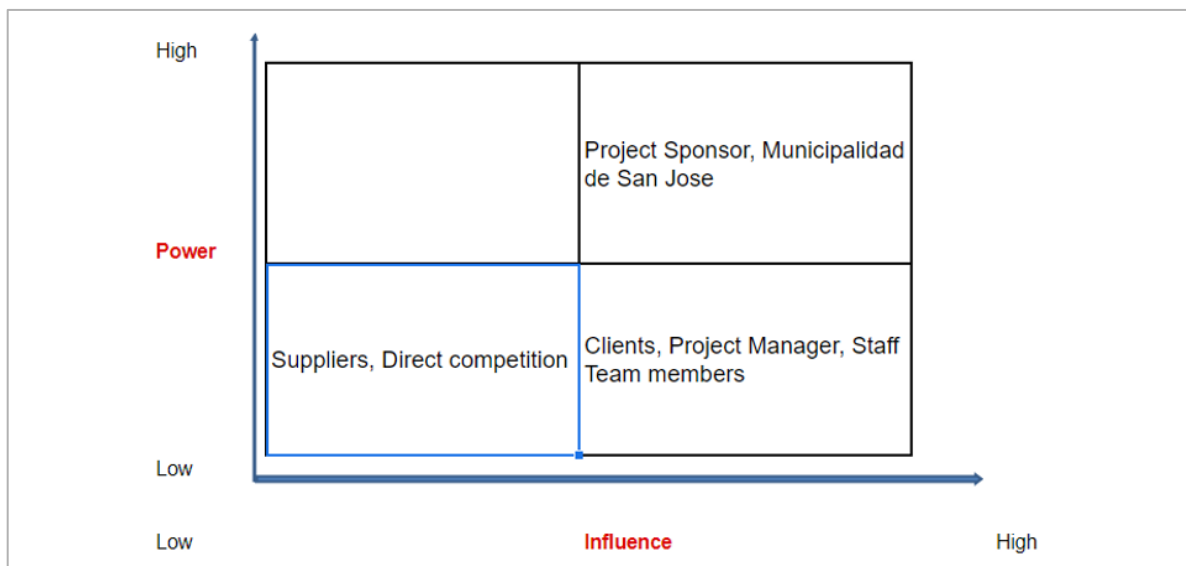 High
Project Sponsor, Municipalidad
de San Jose
Power
Suppliers, Direct competition
Clients, Project Manager, Staff
Team members
Low
Low
Influence
High